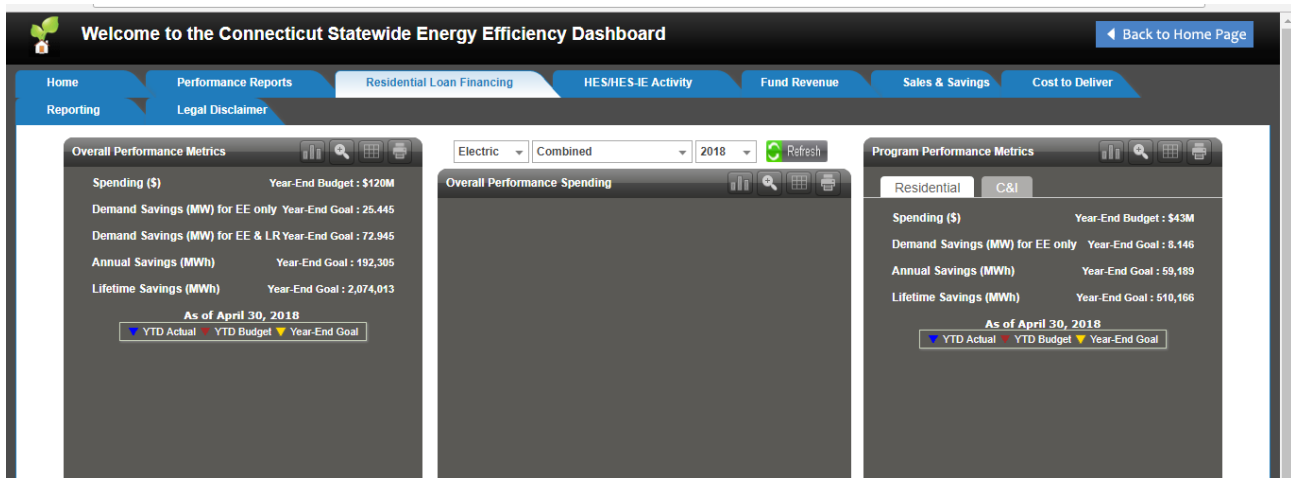 Welcome to the Connecticut Statewide Energy Efficiency Dashboard
Back to Home Page
Home Performance Reports Residential Loan Financing HES/HES-IE Activity Fund Revenue Sales & Savings Cost to Deliver
Reporting Legal Disclaimer
Overall Performance Metrics
Spending ($) Year-End Budget : $120M
Demand Savings (MW) for EE only Year-End Goal : 25.445
Demand Savings (MW) for EE & LR Year-End Goal : 72.945
Annual Savings (MWh) Year-End Goal : 192,305
Lifetime Savings (MWh) Year-End Goal : 2,074,013
As of April 30, 2018
YTD Actual YTD Budget Year-End Goal
Electric Combined 2018 Refresh
Overall Performance Spending
Program Performance Metrics
Residential C&I
Spending ($) Year-End Budget : $43M
Demand Savings (MW) for EE only Year-End Goal : 8.146
Annual Savings (MWh) Year-End Goal : 59,189
Lifetime Savings (MWh) Year-End Goal : 510,166
As of April 30, 2018
YTD Actual YTD Budget Year-End Goal